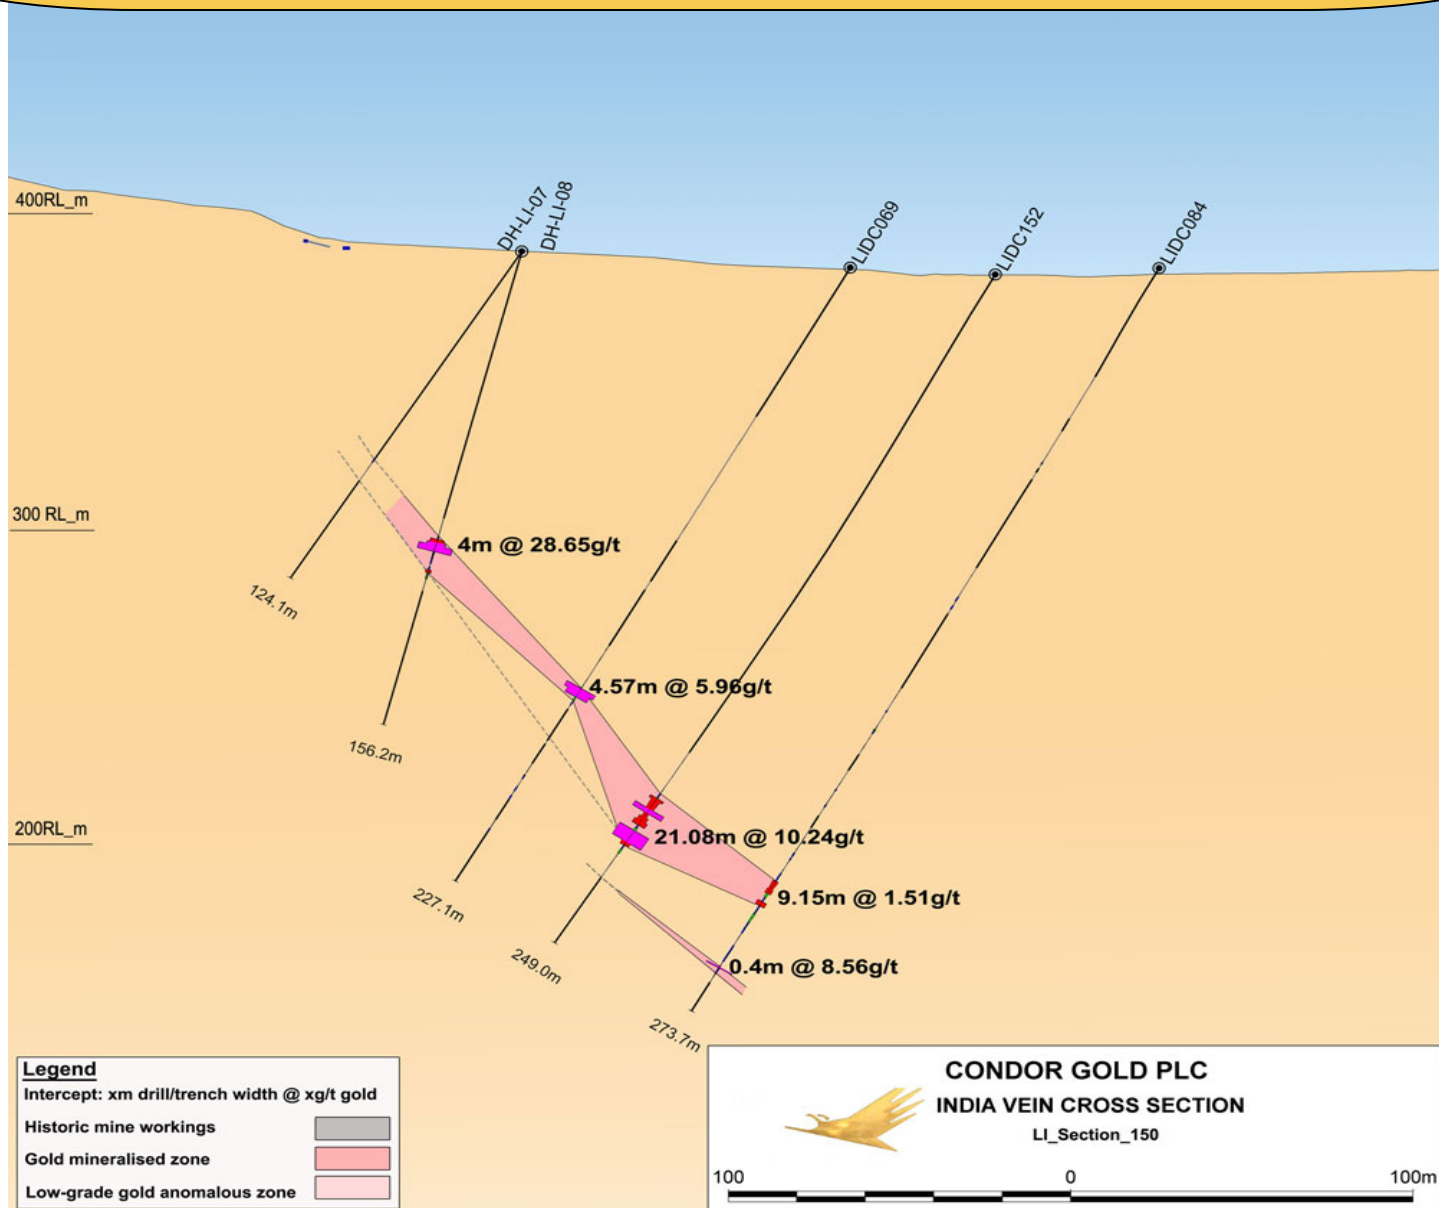 400RL_m
DH-LI-07
DH-LI-08
LIDC069
LIDC152
LIDC084
300 RL_m
4m @ 28.65g/t
124.1m
4.57m @ 5.96g/t
156.2m
200RL_m
21.08m @ 10.24g/t
227.1m
9.15m @ 1.51g/t
249.0m
0.4m @ 8.56g/t
273.7m
Legend
Intercept: xm drill/trench width @ xg/t gold
Historic mine workings
Gold mineralised zone
Low-grade gold anomalous zone
CONDOR GOLD PLC
INDIA VEIN CROSS SECTION
LI_Section_150
100 0 100m